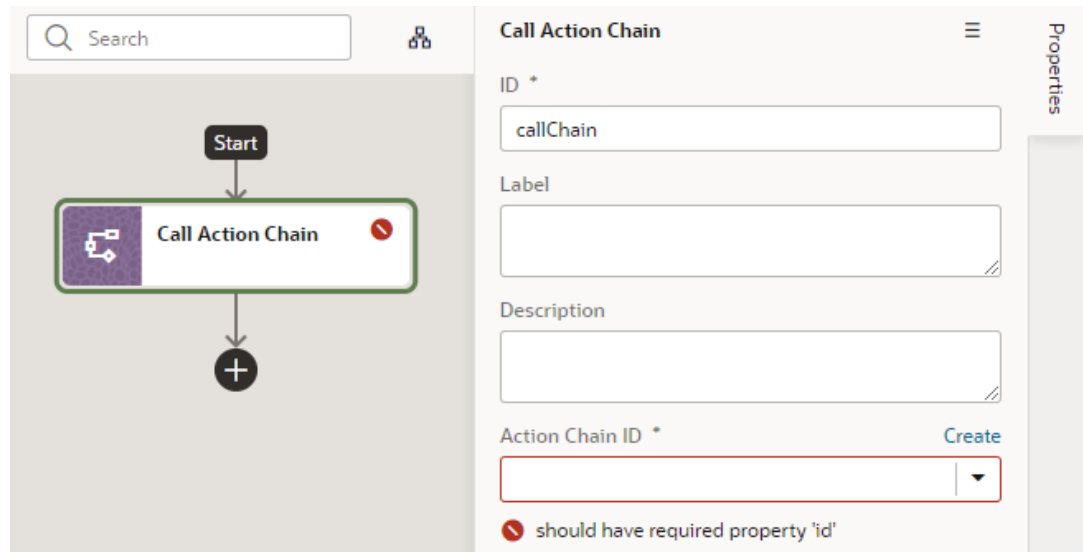 Search
Start
Call Action Chain
Call Action Chain
ID *
callChain
Label
Description
Action Chain ID * Create
should have required property 'id'
Properties